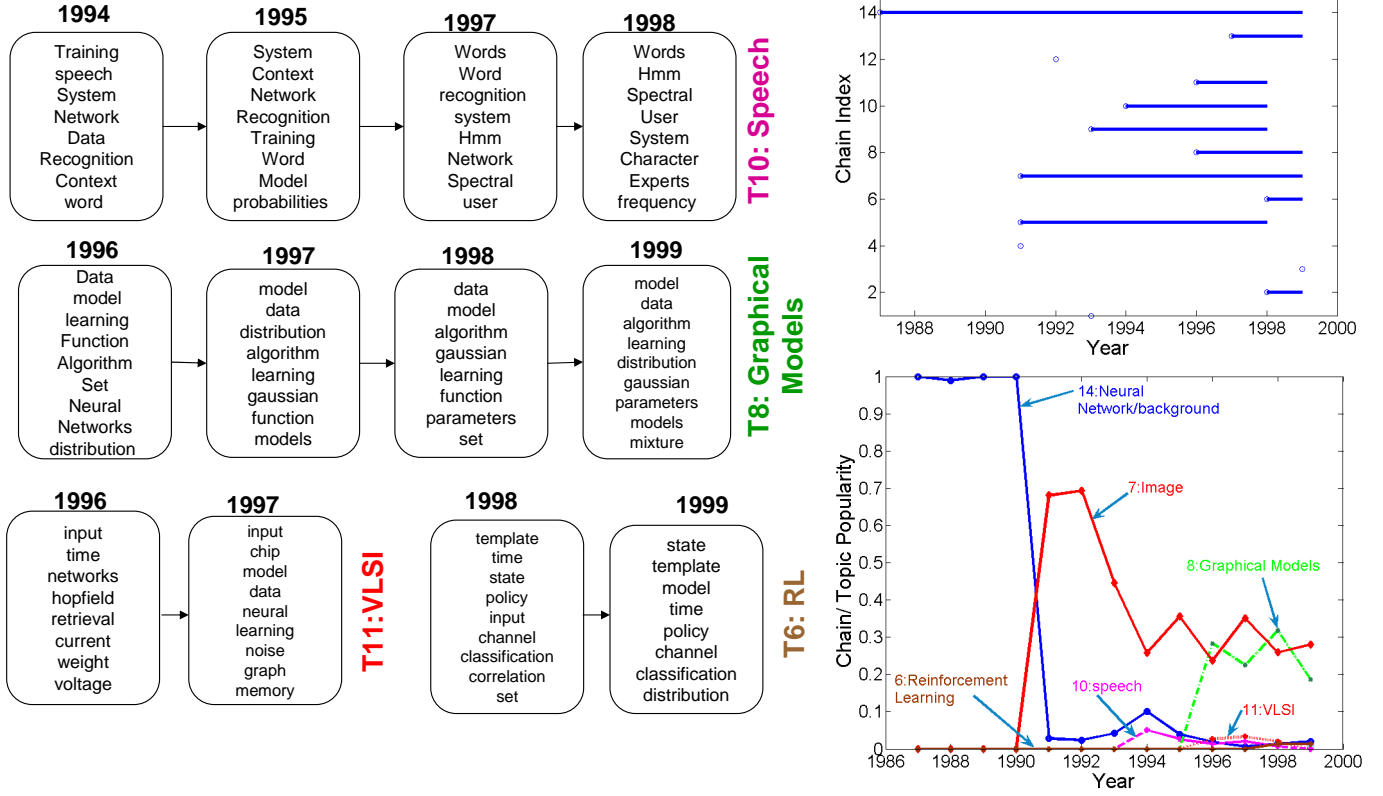 1994
Training
speech
System
Network
Data
Recognition
Context
word
1995
System
Context
Network
Recognition
Training
Word
Model
probabilities
1997
Words
Word
recognition
system
Hmm
Network
Spectral
user
1998
Words
Hmm
Spectral
User
System
Character
Experts
frequency
T10: Speech
1996
Data
model
learning
Function
Algorithm
Set
Neural
Networks
distribution
1997
model
data
distribution
algorithm
learning
gaussian
function
models
1998
data
model
algorithm
gaussian
learning
function
parameters
set
1999
model
data
algorithm
learning
distribution
gaussian
parameters
models
mixture
T8: Graphical
Models
1996
input
time
networks
hopfield
retrieval
current
weight
voltage
1997
input
chip
model
data
neural
learning
noise
graph
memory
T11:VLSI
1998
template
time
state
policy
input
channel
classification
correlation
set
1999
state
template
model
time
policy
channel
classification
distribution
T6: RL
14
12
10
8
6
4
2
Chain Index
1988 1990 1992 1994 1996 1998 2000
Year
1
0.9
0.8
0.7
0.6
0.5
0.4
0.3
0.2
0.1
0
Chain/ Topic Popularity
14:Neural
Network/background
7:Image
8:Graphical Models
6:Reinforcement
Learning
10:speech
11:VLSI
1986 1988 1990 1992 1994 1996 1998 2000
Year